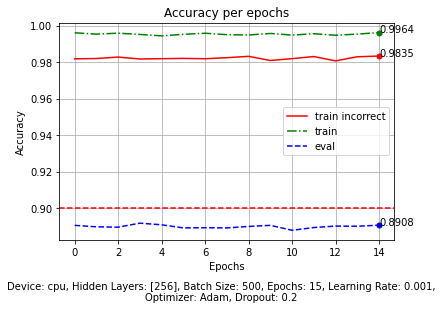 Accuracy per epochs
1.00
0.98
0.96
0.94
0.92
0.90
Accuracy
0.9964
0.9835
0.8908
train incorrect
train
eval
0 2 4 6 8 10 12 14
Epochs
Device: cpu, Hidden Layers: [256], Batch Size: 500, Epochs: 15, Learning Rate: 0.001,
Optimizer: Adam, Dropout: 0.2